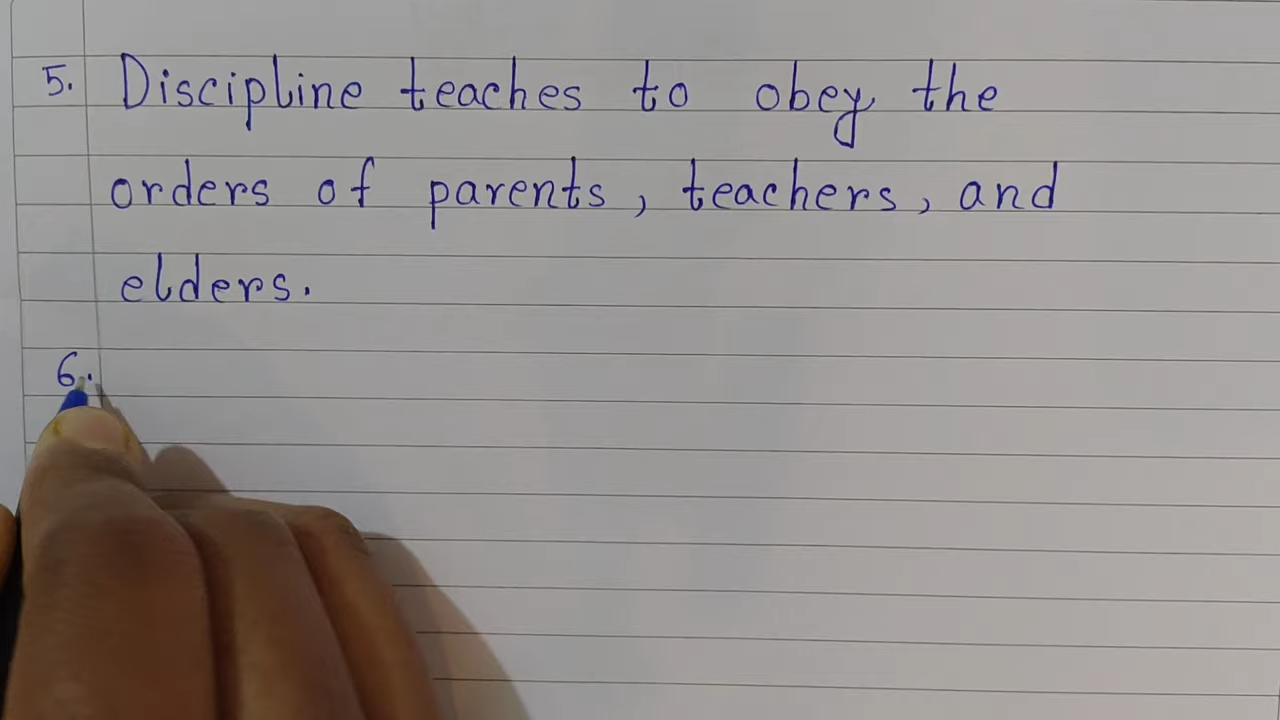 5. Discipline teaches to obey the
orders of parents, teachers, and
elders.
6.